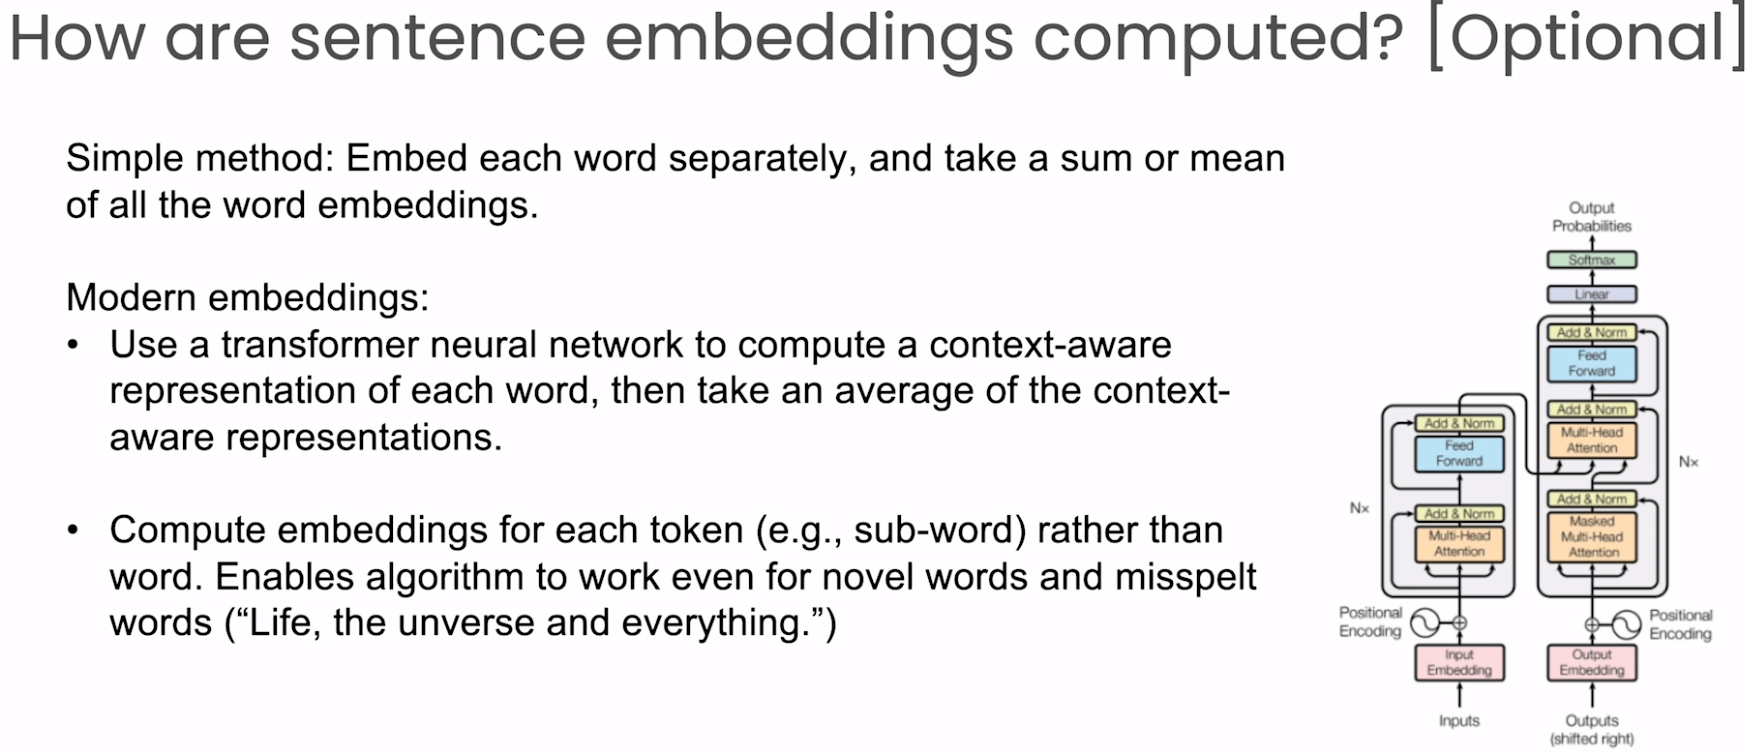 How are sentence embeddings computed? [Optional]
Simple method: Embed each word separately, and take a sum or mean
of all the word embeddings.
Modern embeddings:
• Use a transformer neural network to compute a context-aware
representation of each word, then take an average of the context-
aware representations.
• Compute embeddings for each token (e.g., sub-word) rather than
word. Enables algorithm to work even for novel words and misspelt
words (“Life, the unverse and everything.”)
Output
Probabilities
Softmax
Linear
Add & Norm
Feed
Forward
Add & Norm
Multi-Head
Attention
Nx
Add & Norm
Masked
Multi-Head
Attention
Add & Norm
Feed
Forward
Nx
Add & Norm
Multi-Head
Attention
Positional
Encoding
Positional
Encoding
Input
Embedding
Output
Embedding
Inputs
Outputs
(shifted right)